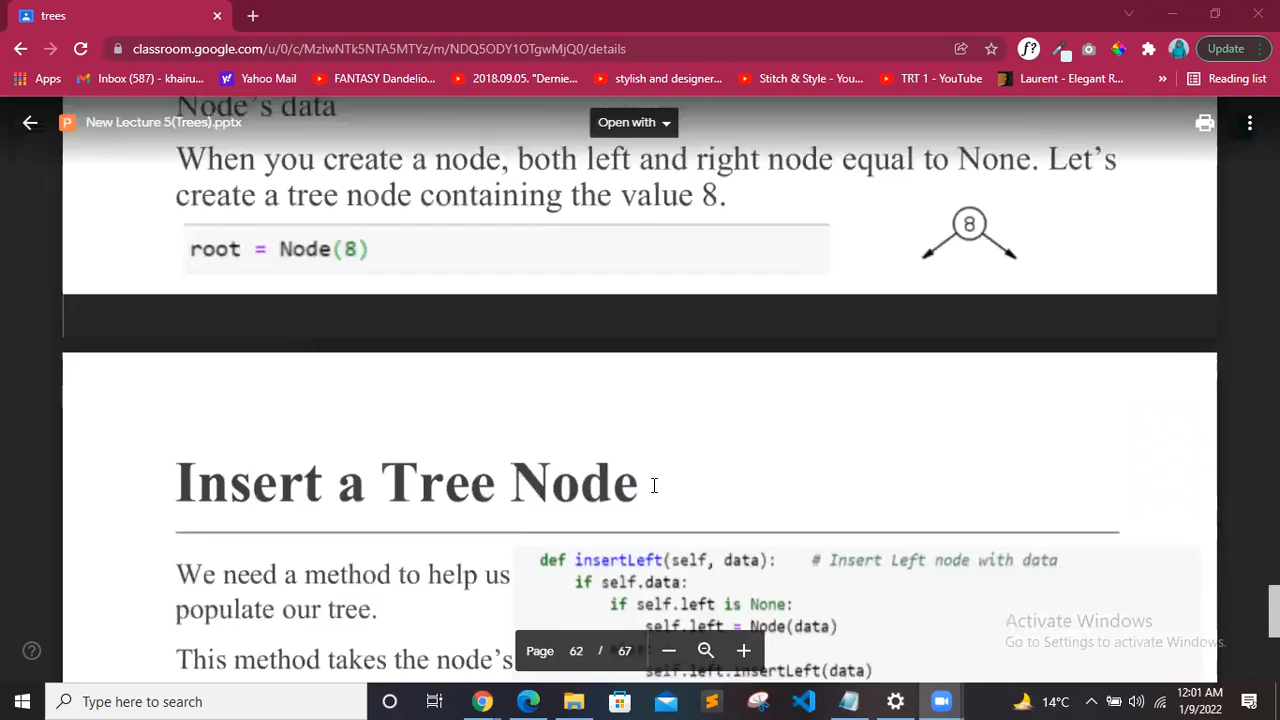 trees
classroom.google.com/u/0/c/MzIwNTk5NTA5MTYz/m/NDQ5ODY1OTgwMjQ0/details
f?
Update
Apps
Inbox (587) - khairu...
Yahoo Mail
FANTASY Dandelio...
2018.09.05. "Dernie...
stylish and designer...
Stitch & Style - You...
TRT 1 - YouTube
Laurent - Elegant R...
»
Reading list
Node's data
P
New Lecture 5(Trees).pptx
Open with
When you create a node, both left and right node equal to None. Let's
create a tree node containing the value 8.
root = Node(8)
8
Insert a Tree Node
We need a method to help us
populate our tree.
This method takes the node's
def insertLeft(self, data): # Insert Left node with data
if self.data:
if self.left is None:
self.left = Node(data)
self.left.insertLeft(data)
Page 62 / 67
Activate Windows
Go to Settings to activate Windows.
Type here to search
14°C
12:01 AM
1/9/2022